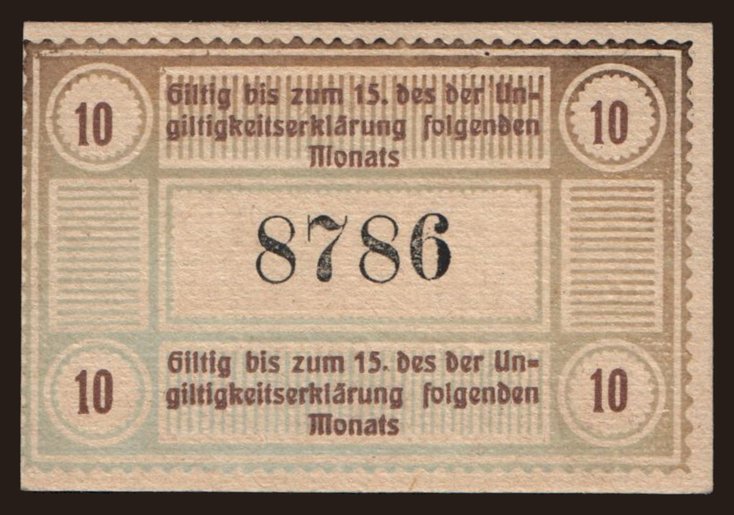 10 Giltig bis zum 15. des der Un= 10
giltigkeitserklärung folgenden
Monats
8786
10 Giltig bis zum 15. des der Un= 10
giltigkeitserklärung folgenden
Monats